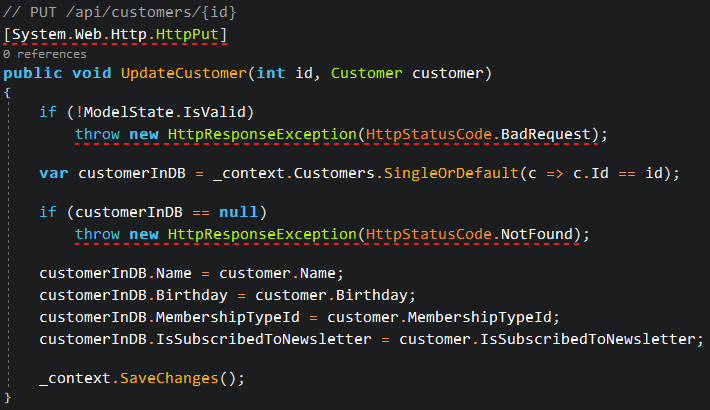 // PUT /api/customers/{id}
[System.Web.Http.HttpPut]
0 references
public void UpdateCustomer(int id, Customer customer)
{
if (!ModelState.IsValid)
throw new HttpResponseException(HttpStatusCode.BadRequest);
var customerInDB = _context.Customers.SingleOrDefault(c => c.Id == id);
if (customerInDB == null)
throw new HttpResponseException(HttpStatusCode.NotFound);
customerInDB.Name = customer.Name;
customerInDB.Birthday = customer.Birthday;
customerInDB.MembershipTypeId = customer.MembershipTypeId;
customerInDB.IsSubscribedToNewsletter = customer.IsSubscribedToNewsletter;
_context.SaveChanges();
}